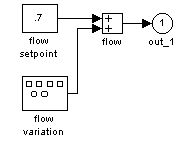 .7
flow
setpoint
+
+
flow
1
out_1
flow
variation